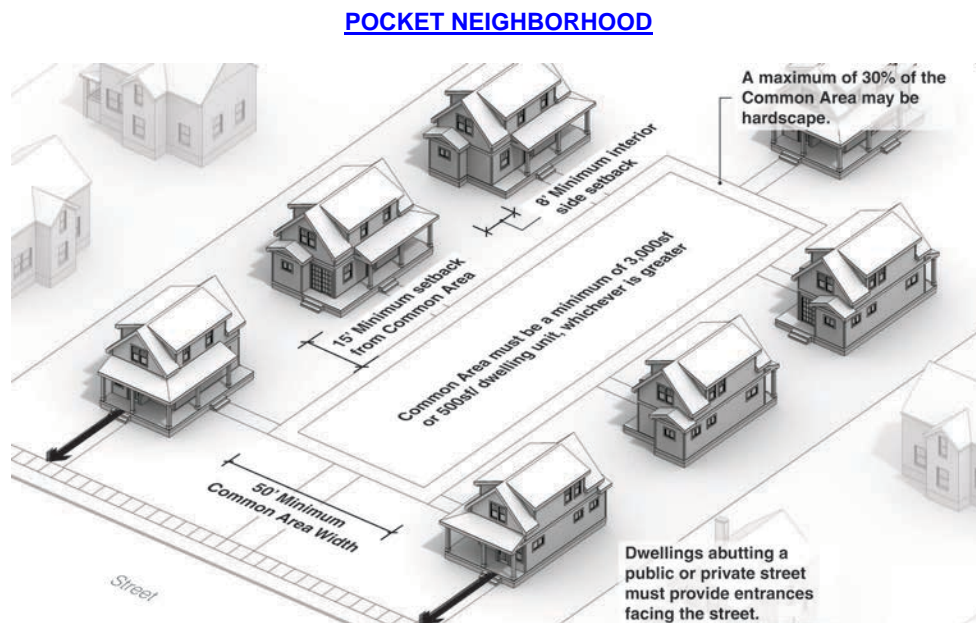 POCKET NEIGHBORHOOD
A maximum of 30% of the
Common Area may be
hardscape.
8' Minimum interior
side setback
15' Minimum setback
from Common Area
Common Area must be a minimum of 3,000sf
or 500sf/ dwelling unit, whichever is greater
50' Minimum
Common Area Width
Street
Dwellings abutting a
public or private street
must provide entrances
facing the street.